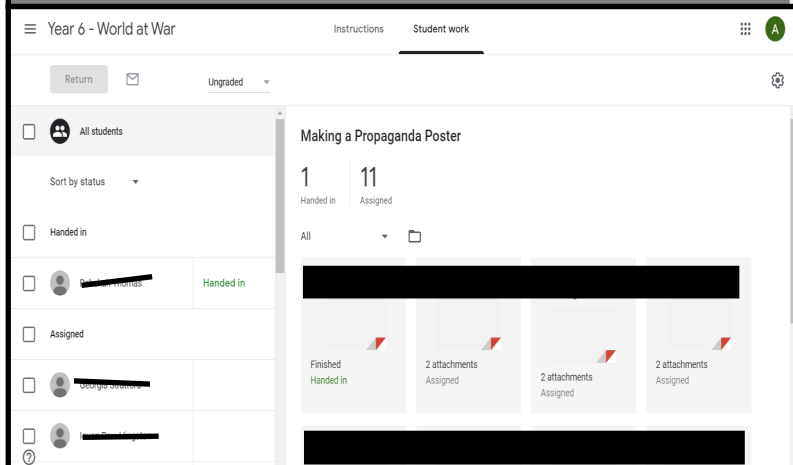 Year 6 - World at War
Instructions
Student work
A
Return
Ungraded
All students
Sort by status
Handed in
Handed in
Assigned
Making a Propaganda Poster
1
11
Handed in
Assigned
All
Finished
Handed in
2 attachments
Assigned
2 attachments
Assigned
2 attachments
Assigned
?